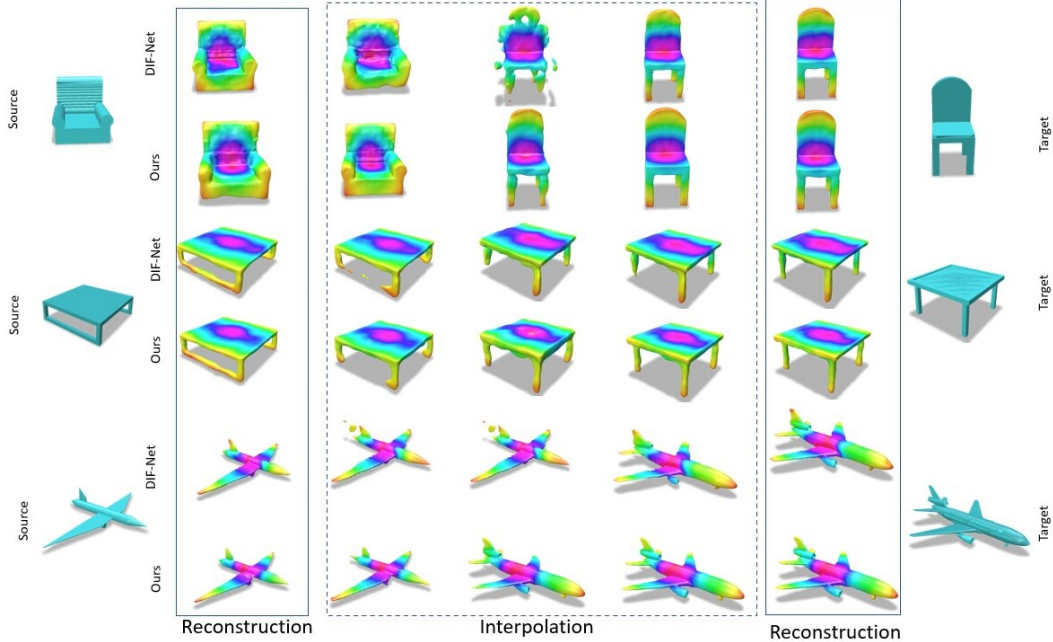 DIF-Net
Source
Ours
Target
DIF-Net
Source
Ours
Target
DIF-Net
Source
Ours
Target
Reconstruction
Interpolation
Reconstruction